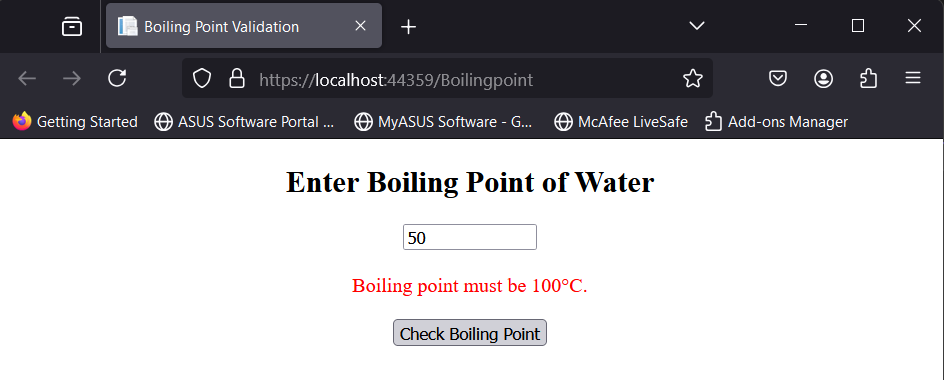 Boiling Point Validation
https://localhost:44359/Boilingpoint
Getting Started ASUS Software Portal ... MyASUS Software - G... McAfee LiveSafe Add-ons Manager
Enter Boiling Point of Water
50
Boiling point must be 100°C.
Check Boiling Point